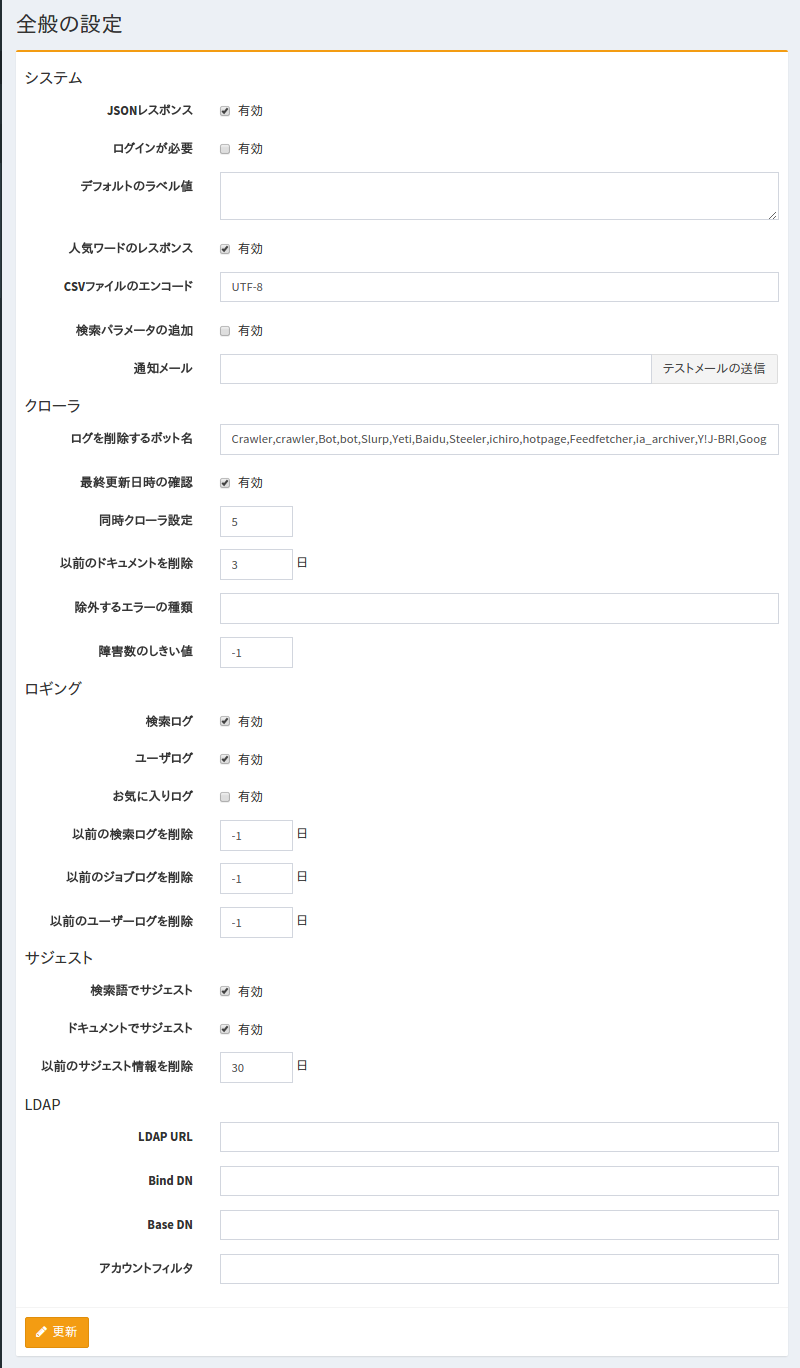 全般の設定
システム
JSONレスポンス 有効
ログインが必要 有効
デフォルトのラベル値
人気ワードのレスポンス 有効
CSVファイルのエンコード UTF-8
検索パラメータの追加 有効
通知メール テストメールの送信
クローラ
ログを削除するボット名 Crawler,crawler,Bot,bot,Slurp,Yeti,Baidu,Steeler,ichiro,hotpage,Feedfetcher,ia_archiver,Y!J-BRI,Goog
最終更新日時の確認 有効
同時クローラ設定 5
以前のドキュメントを削除 3 日
除外するエラーの種類
障害数のしきい値 -1
ロギング
検索ログ 有効
ユーザログ 有効
お気に入りログ 有効
以前の検索ログを削除 -1 日
以前のジョブログを削除 -1 日
以前のユーザーログを削除 -1 日
サジェスト
検索語でサジェスト 有効
ドキュメントでサジェスト 有効
以前のサジェスト情報を削除 30 日
LDAP
LDAP URL
Bind DN
Base DN
アカウントフィルタ
更新